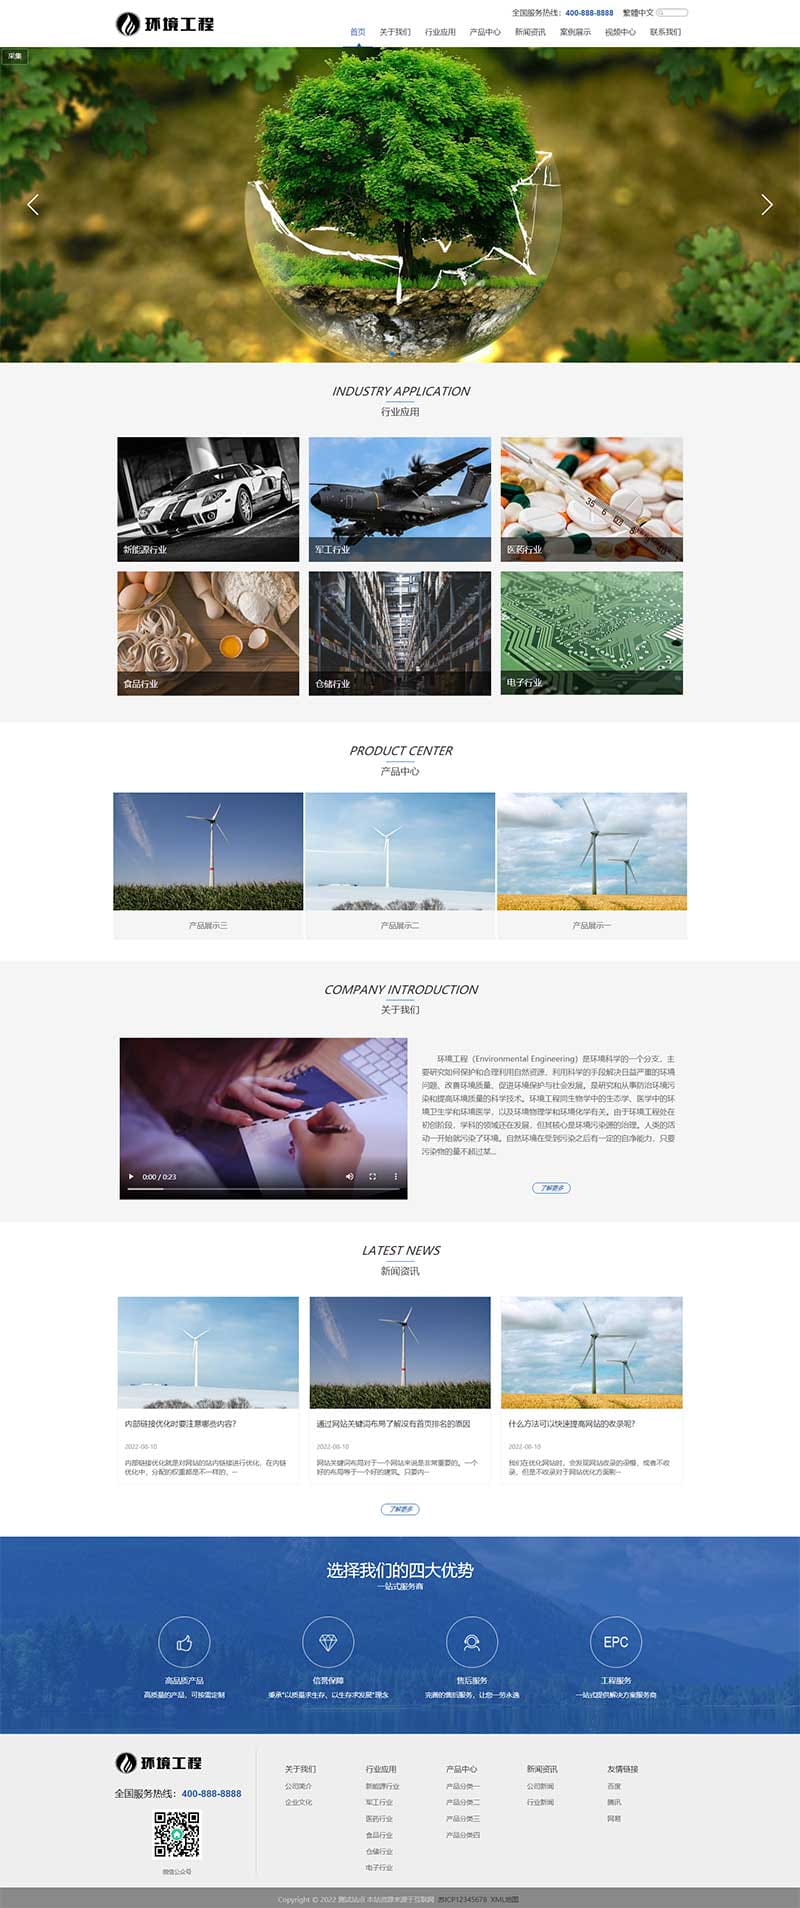 环境工程
全国服务热线：400-888-8888 繁體中文
首页 关于我们 行业应用 产品中心 新闻资讯 案例展示 视频中心 联系我们
采集
INDUSTRY APPLICATION
行业应用
新能源行业 军工行业 医药行业
食品行业 仓储行业 电子行业
PRODUCT CENTER
产品中心
产品展示三 产品展示二 产品展示一
COMPANY INTRODUCTION
关于我们
环境工程（Environmental Engineering）是环境科学的一个分支，主
要研究如何保护和合理利用自然资源，利用科学的手段解决日益严重的环境
问题、改善环境质量、促进环境保护与社会发展。是研究和从事防治环境污
染和提高环境质量的科学技术。环境工程同生物学中的生态学、医学中的环
境卫生学和环境医学，以及环境物理学和环境化学有关。由于环境工程处在
初创阶段，学科的领域还在发展，但其核心是环境污染源的治理。人类的活
动一开始就污染了环境。自然环境在受到污染之后有一定的自净能力，只要
污染物的量不超过某...
0:00 / 0:23
了解更多
LATEST NEWS
新闻资讯
内部链接优化时要注意哪些内容？
2022-08-10
内部链接优化就是对网站的站内链接进行优化，在内链
优化中，分配的权重都是不一样的，···
通过网站关键词布局了解没有首页排名的原因
2022-08-10
网站关键词布局对于一个网站来说是非常重要的。一个
好的布局等于一个好的建筑。只要内···
什么方法可以快速提高网站的收录呢？
2022-08-10
我们在优化网站时，会发现网站收录的很慢，或者不收
录，但是不收录对于网站优化方面刷···
了解更多
选择我们的四大优势
一站式服务商
EPC
高品质产品 信誉保障 售后服务 工程服务
高质量的产品，可按需定制 秉承"以质量求生存、以生存求发展"理念 完善的售后服务，让您一劳永逸 一站式提供解决方案服务商
环境工程
全国服务热线：400-888-8888
微信公众号
关于我们 行业应用 产品中心 新闻资讯 友情链接
公司简介 新能源行业 产品分类一 公司新闻 百度
企业文化 军工行业 产品分类二 行业新闻 腾讯
医药行业 产品分类三 网易
食品行业 产品分类四
仓储行业
电子行业
Copyright © 2022 测试站点 本站资源来源于互联网 苏ICP12345678 XML地图